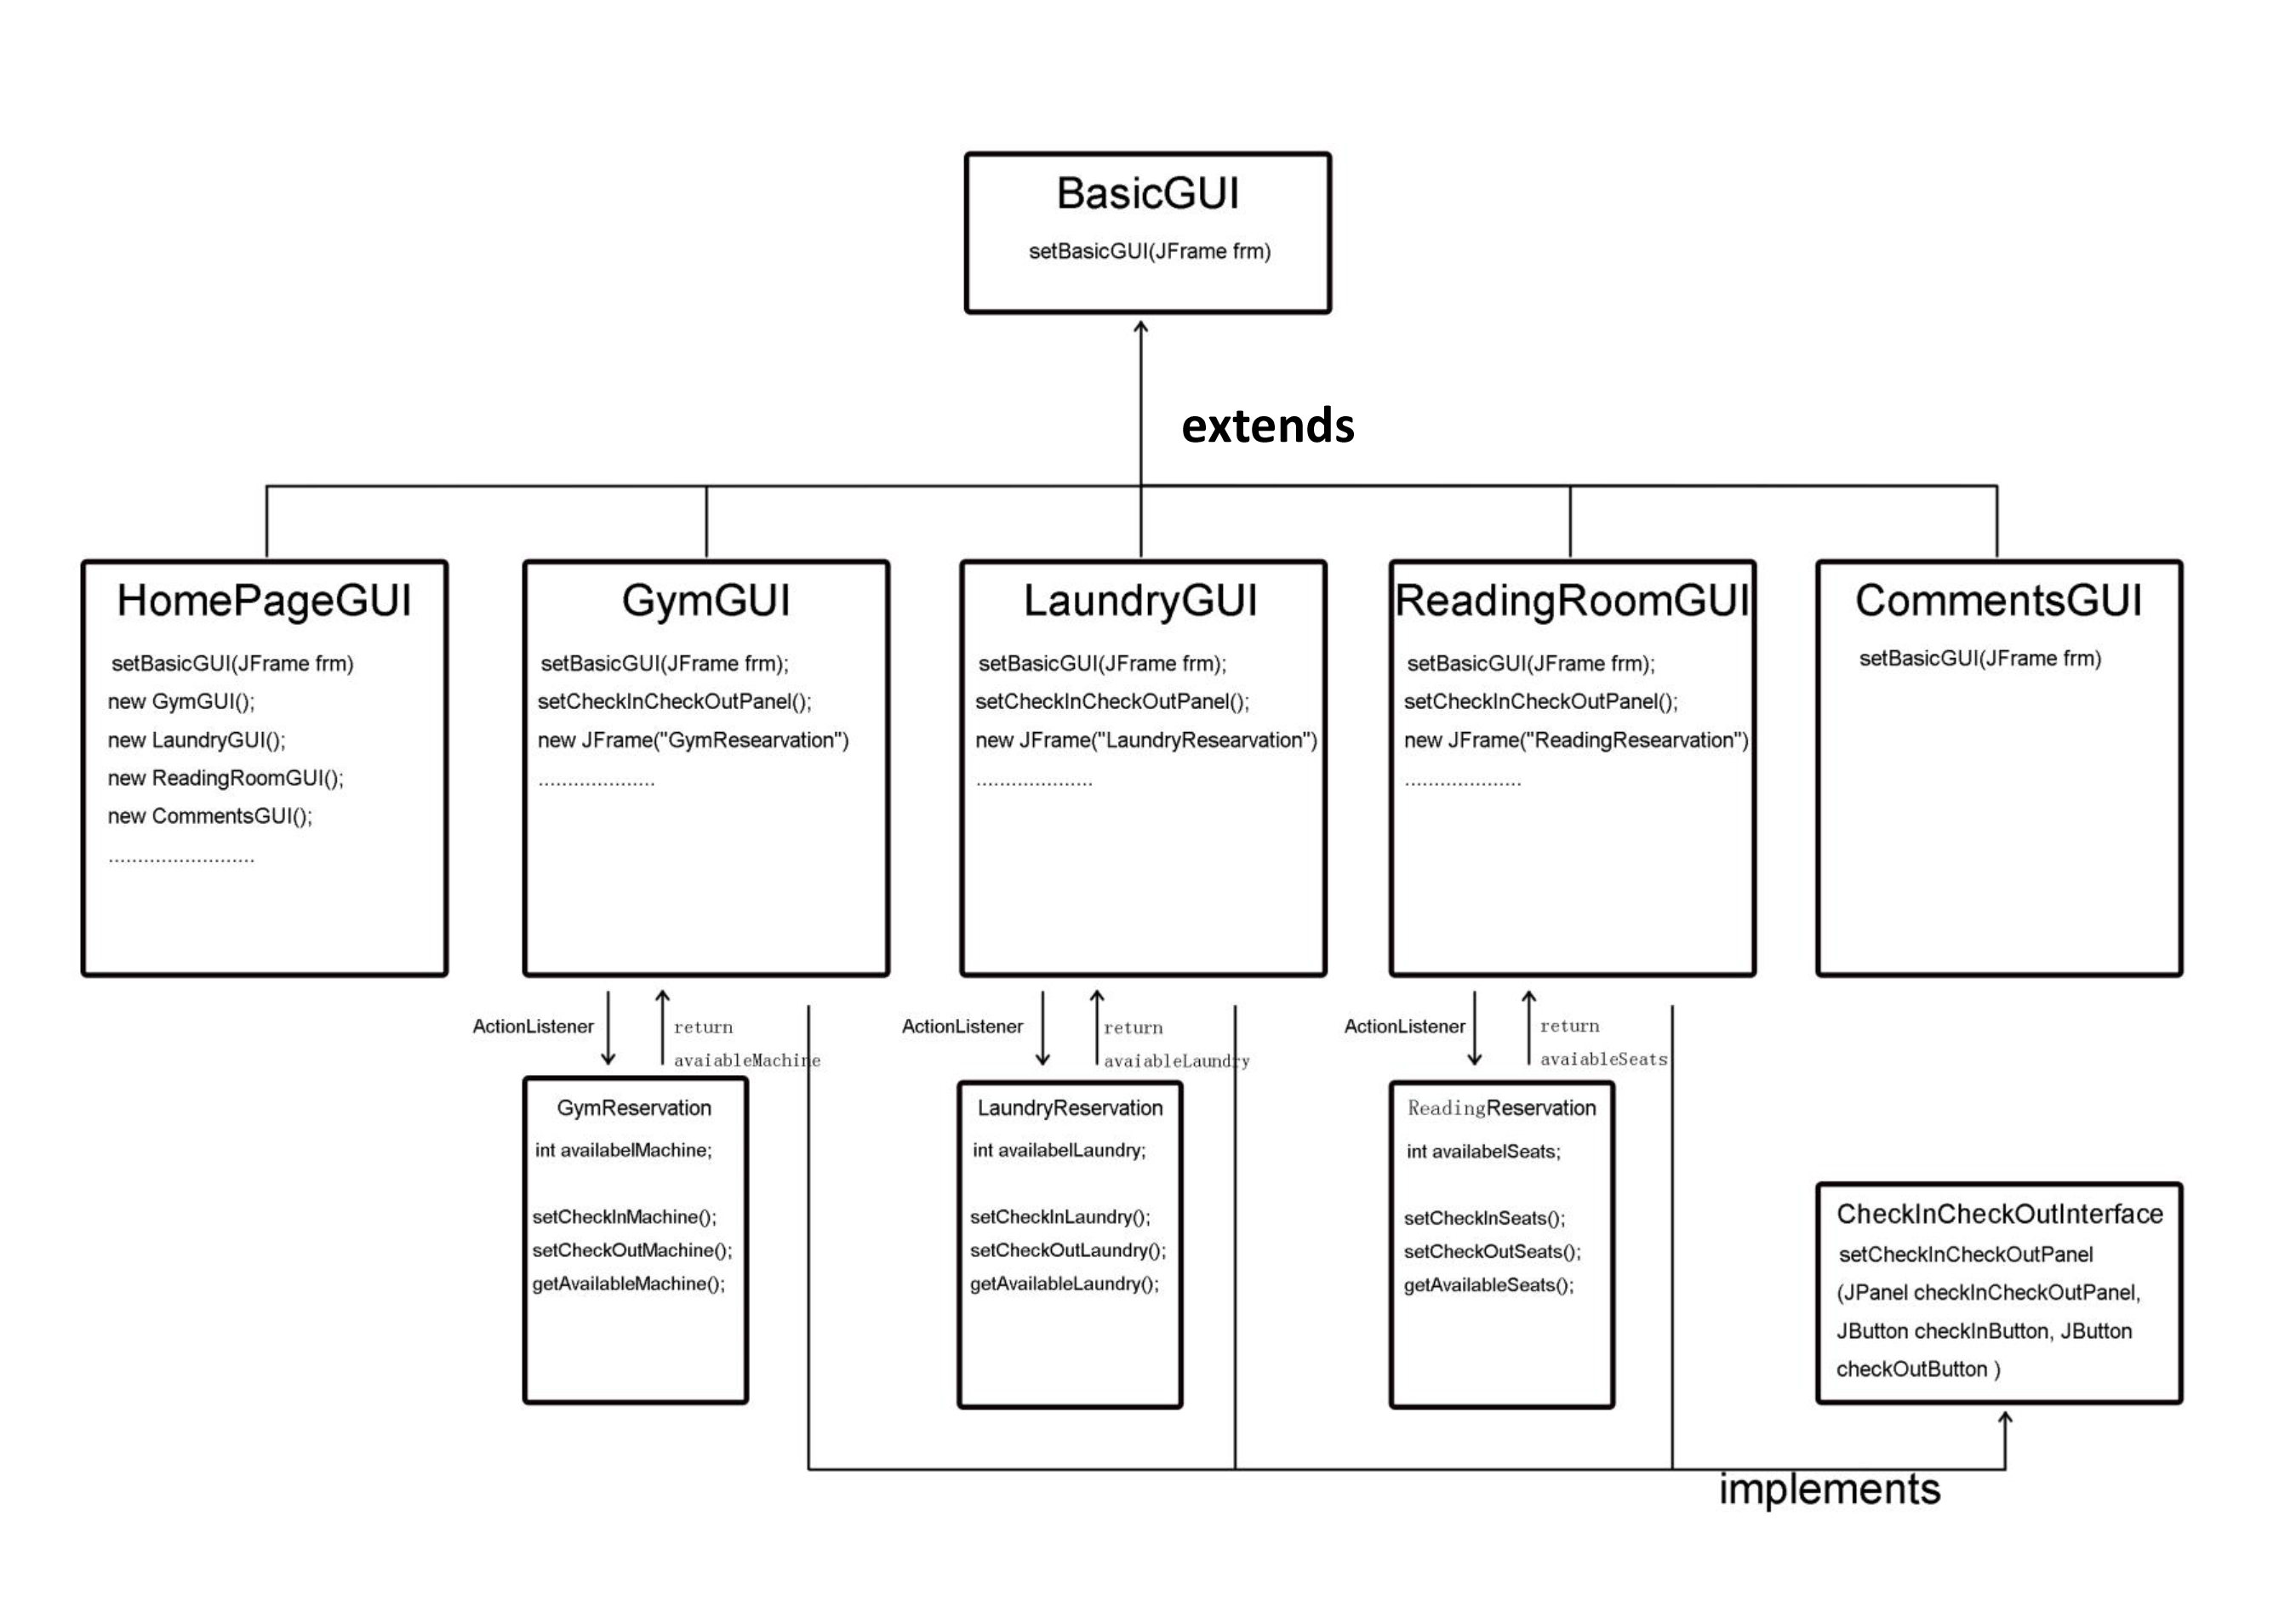 BasicGUI
setBasicGUI(JFrame frm)
extends
HomePageGUI
setBasicGUI(JFrame frm)
new GymGUI();
new LaundryGUI();
new ReadingRoomGUI();
new CommentsGUI();
.........................
GymGUI
setBasicGUI(JFrame frm);
setCheckInCheckOutPanel();
new JFrame("GymResearvation")
....................
LaundryGUI
setBasicGUI(JFrame frm);
setCheckInCheckOutPanel();
new JFrame("LaundryResearvation")
....................
ReadingRoomGUI
setBasicGUI(JFrame frm);
setCheckInCheckOutPanel();
new JFrame("ReadingResearvation")
....................
CommentsGUI
setBasicGUI(JFrame frm)
ActionListener
return
avaiableMachine
ActionListener
return
avaiableLaundry
ActionListener
return
avaiableSeats
GymReservation
int availabelMachine;
setCheckInMachine();
setCheckOutMachine();
getAvailableMachine();
LaundryReservation
int availabelLaundry;
setCheckInLaundry();
setCheckOutLaundry();
getAvailableLaundry();
ReadingReservation
int availabelSeats;
setCheckInSeats();
setCheckOutSeats();
getAvailableSeats();
CheckInCheckOutInterface
setCheckInCheckOutPanel
(JPanel checkInCheckOutPanel,
JButton checkInButton, JButton
checkOutButton )
implements